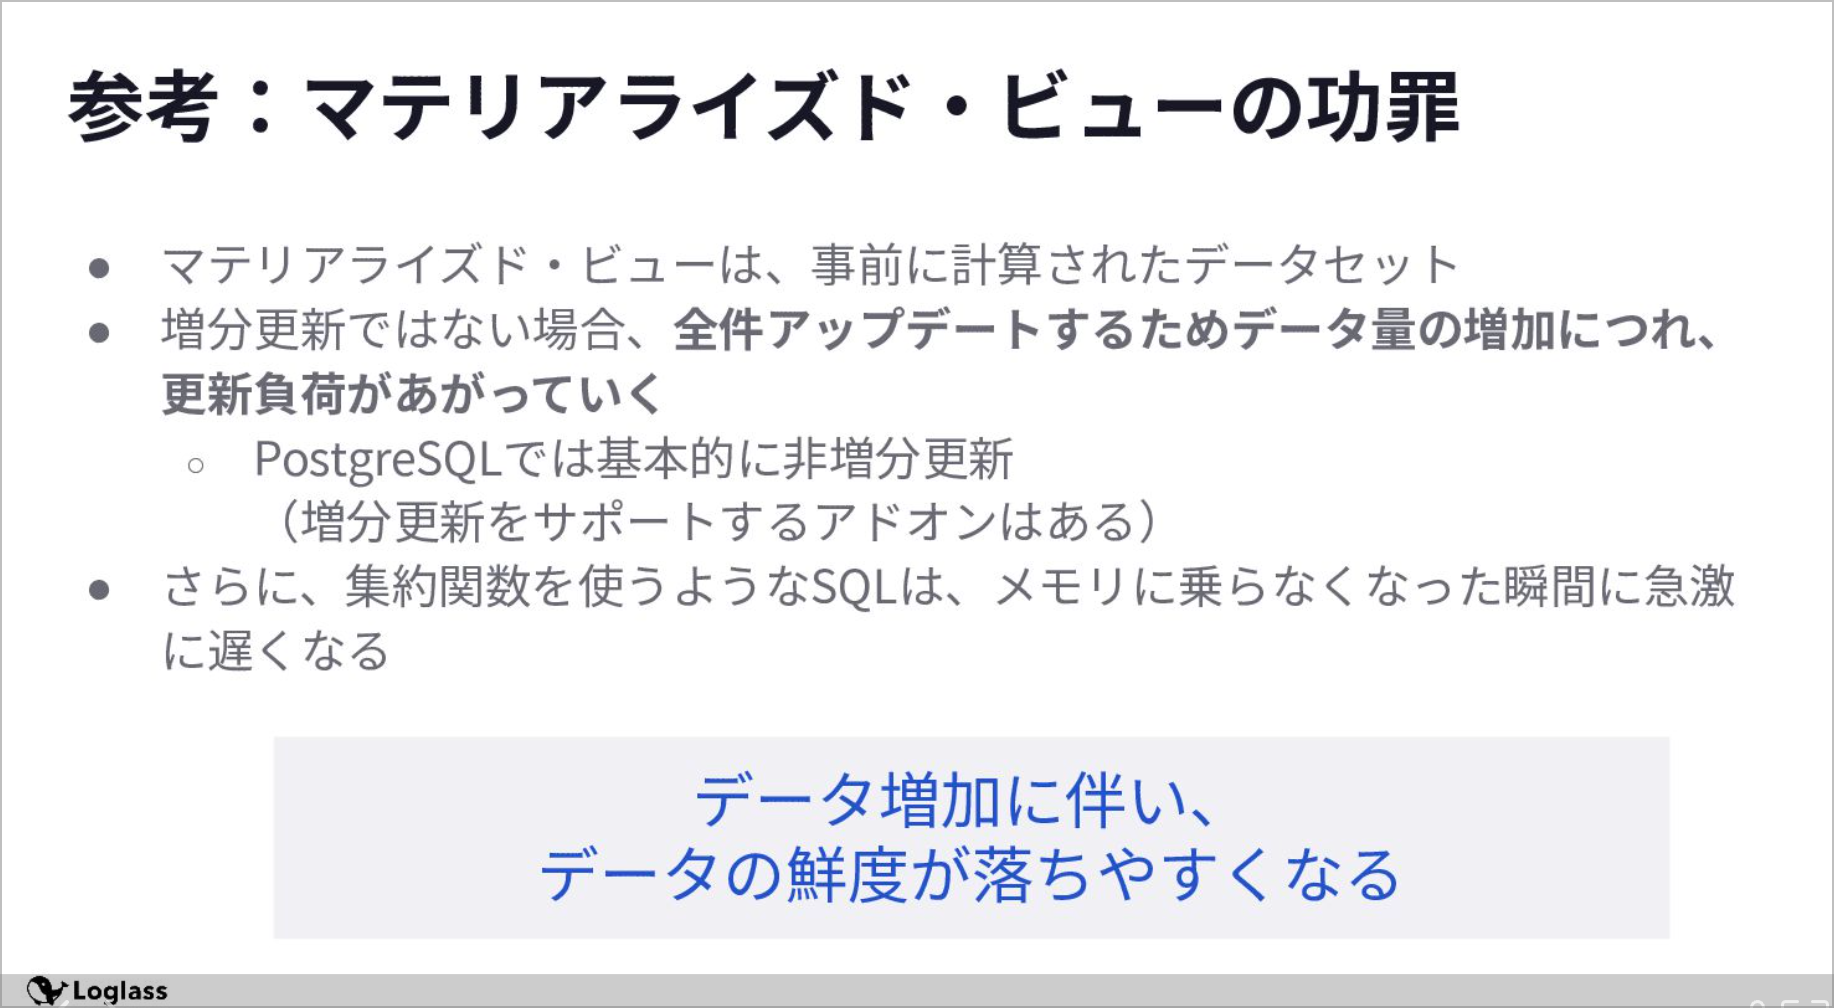 参考：マテリアライズド・ビューの功罪
● マテリアライズド・ビューは、事前に計算されたデータセット
● 増分更新ではない場合、全件アップデートするためデータ量の増加につれ、
更新負荷があがっていく
○ PostgreSQLでは基本的に非増分更新
（増分更新をサポートするアドオンはある）
● さらに、集約関数を使うようなSQLは、メモリに乗らなくなった瞬間に急激
に遅くなる
データ増加に伴い、
データの鮮度が落ちやすくなる
Loglass